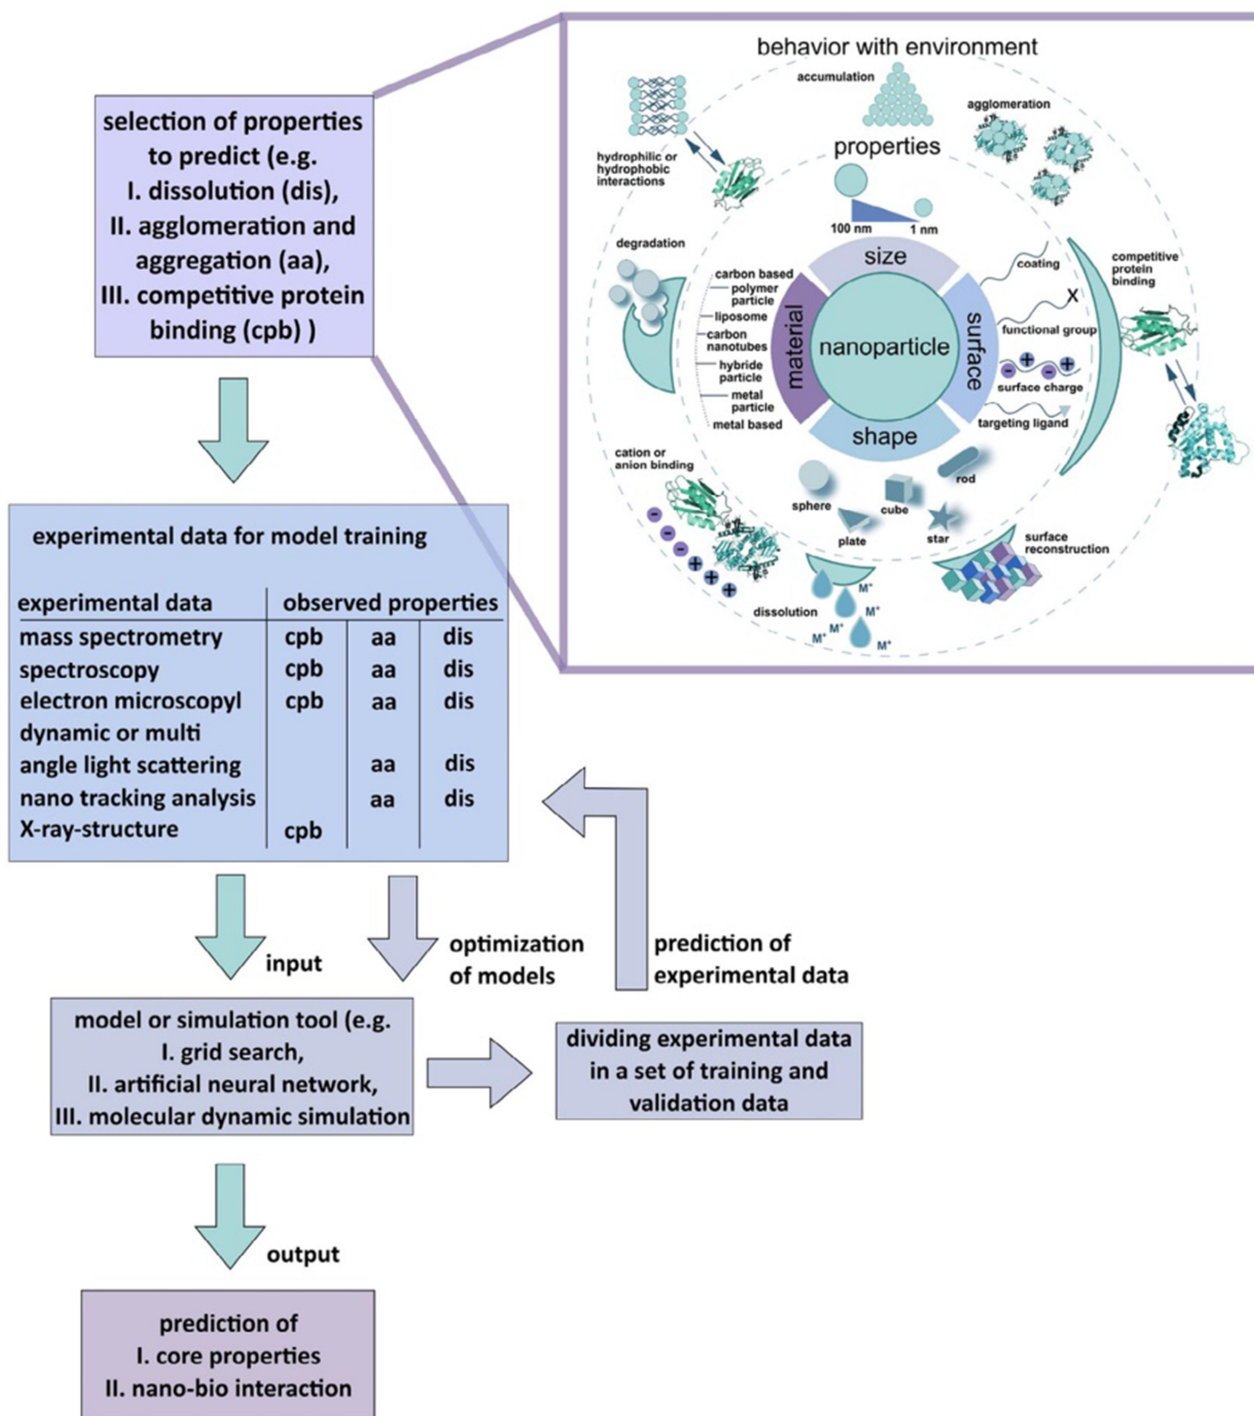 selection of properties
to predict (e.g.
I. dissolution (dis),
II. agglomeration and
aggregation (aa),
III. competitive protein
binding (cpb) )
behavior with environment
accumulation
agglomeration
hydrophilic or
hydrophobic
interactions
properties
100 nm 1 nm
degradation
size
coating
competitive
protein
binding
carbon based
polymer
particle
liposome
carbon
nanotubes
hybride
particle
metal
particle
metal based
material
nanoparticle
surface
X
functional group
- + - +
surface charge
targeting ligand
shape
cation or
anion binding
- - - - + + + +
sphere
cube
rod
plate
star
surface
reconstruction
dissolution
M+
M+
M+
M+
M+
experimental data for model training
experimental data observed properties
mass spectrometry cpb aa dis
spectroscopy cpb aa dis
electron microscopyl cpb aa dis
dynamic or multi
angle light scattering aa dis
nano tracking analysis aa dis
X-ray-structure cpb
input
optimization
of models
prediction of
experimental data
model or simulation tool (e.g.
I. grid search,
II. artificial neural network,
III. molecular dynamic simulation
dividing experimental data
in a set of training and
validation data
output
prediction of
I. core properties
II. nano-bio interaction